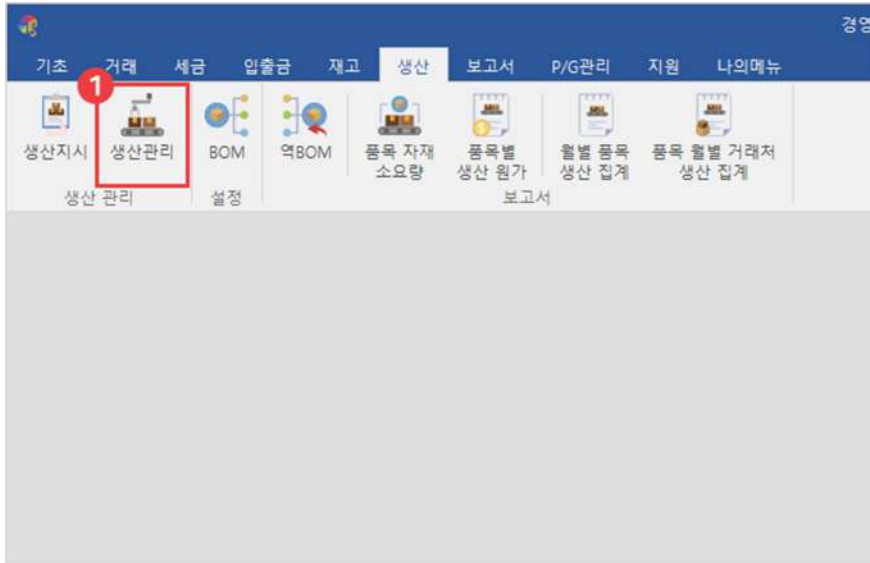 경영
기초 거래 세금 입출금 재고 생산 보고서 P/G관리 지원 나의메뉴
1
생산지시 생산관리 BOM 역BOM 품목 자재 품목별 월별 품목 품목 월별 거래처
소요량 생산 원가 생산 집계 생산 집계
생산 관리 설정 보고서